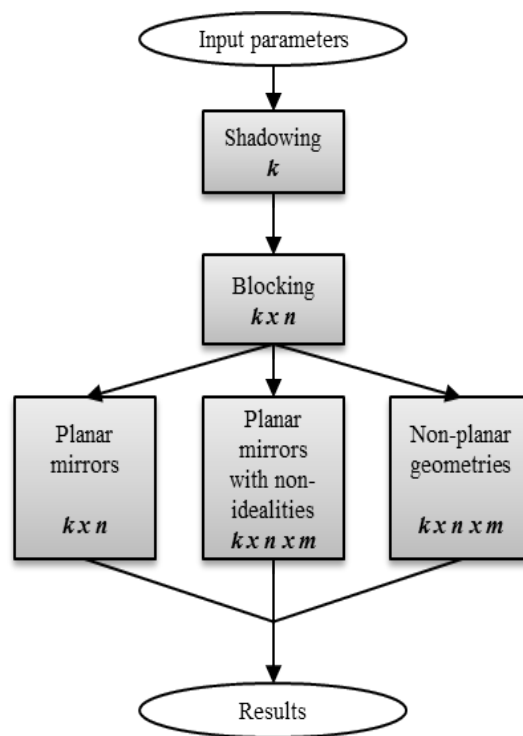 Input parameters
Shadowing
k
Blocking
k x n
Planar
mirrors
k x n
Planar
mirrors
with non-
idealities
k x n x m
Non-planar
geometries
k x n x m
Results